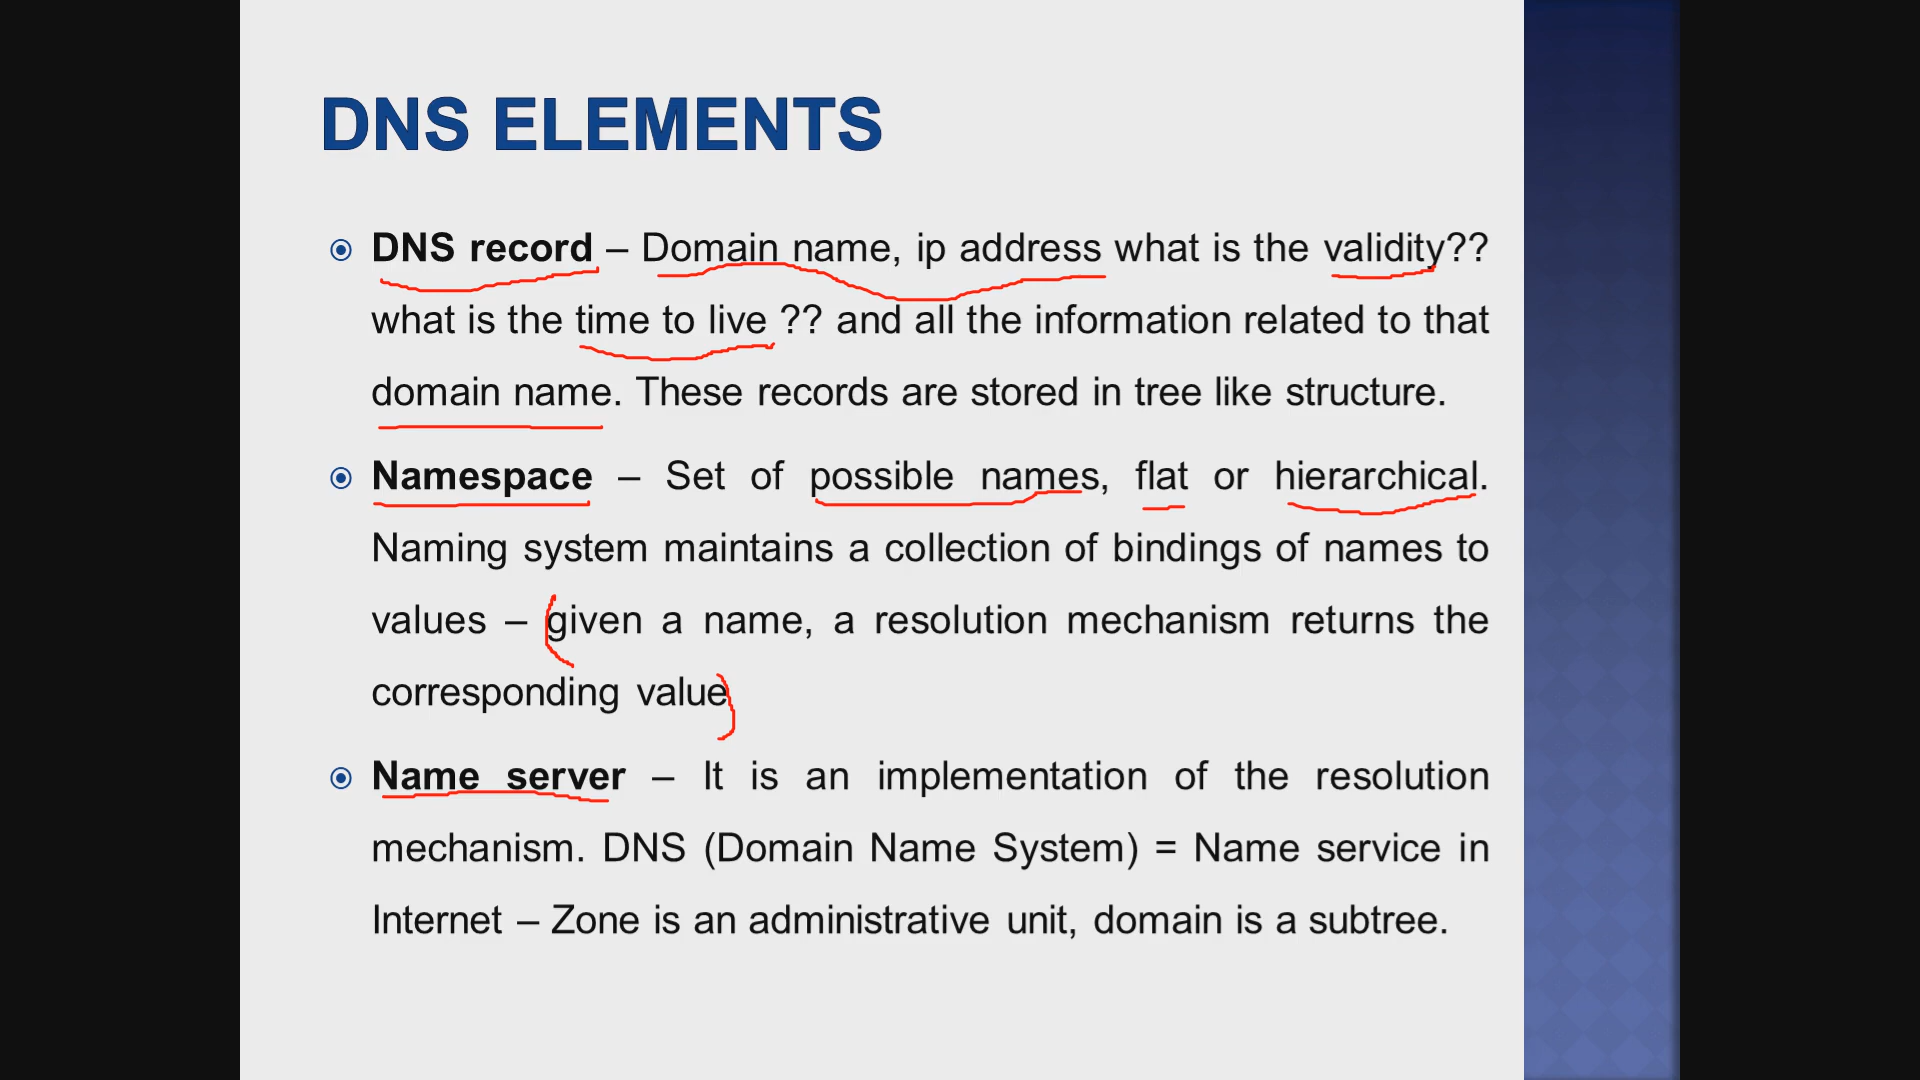 DNS ELEMENTS
DNS record – Domain name, ip address what is the validity??
what is the time to live ?? and all the information related to that
domain name. These records are stored in tree like structure.
Namespace – Set of possible names, flat or hierarchical.
Naming system maintains a collection of bindings of names to
values – given a name, a resolution mechanism returns the
corresponding value
Name server – It is an implementation of the resolution
mechanism. DNS (Domain Name System) = Name service in
Internet – Zone is an administrative unit, domain is a subtree.